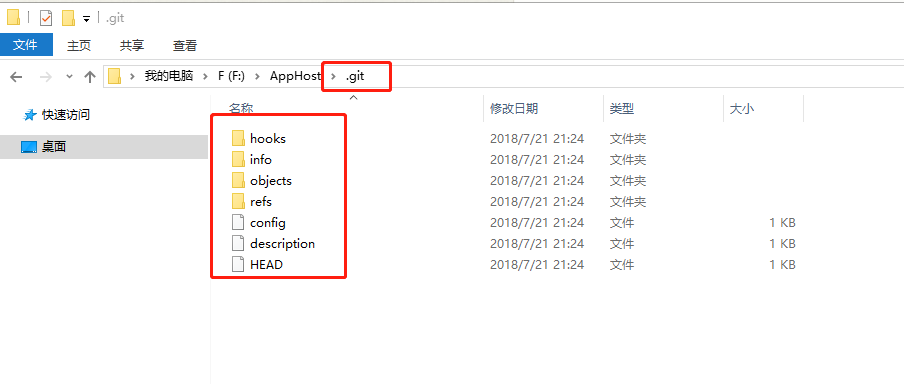 .git
文件 主页 共享 查看
我的电脑 F (F:) AppHost .git
快速访问
桌面
名称 修改日期 类型 大小
hooks 2018/7/21 21:24 文件夹
info 2018/7/21 21:24 文件夹
objects 2018/7/21 21:24 文件夹
refs 2018/7/21 21:24 文件夹
config 2018/7/21 21:24 文件 1 KB
description 2018/7/21 21:24 文件 1 KB
HEAD 2018/7/21 21:24 文件 1 KB